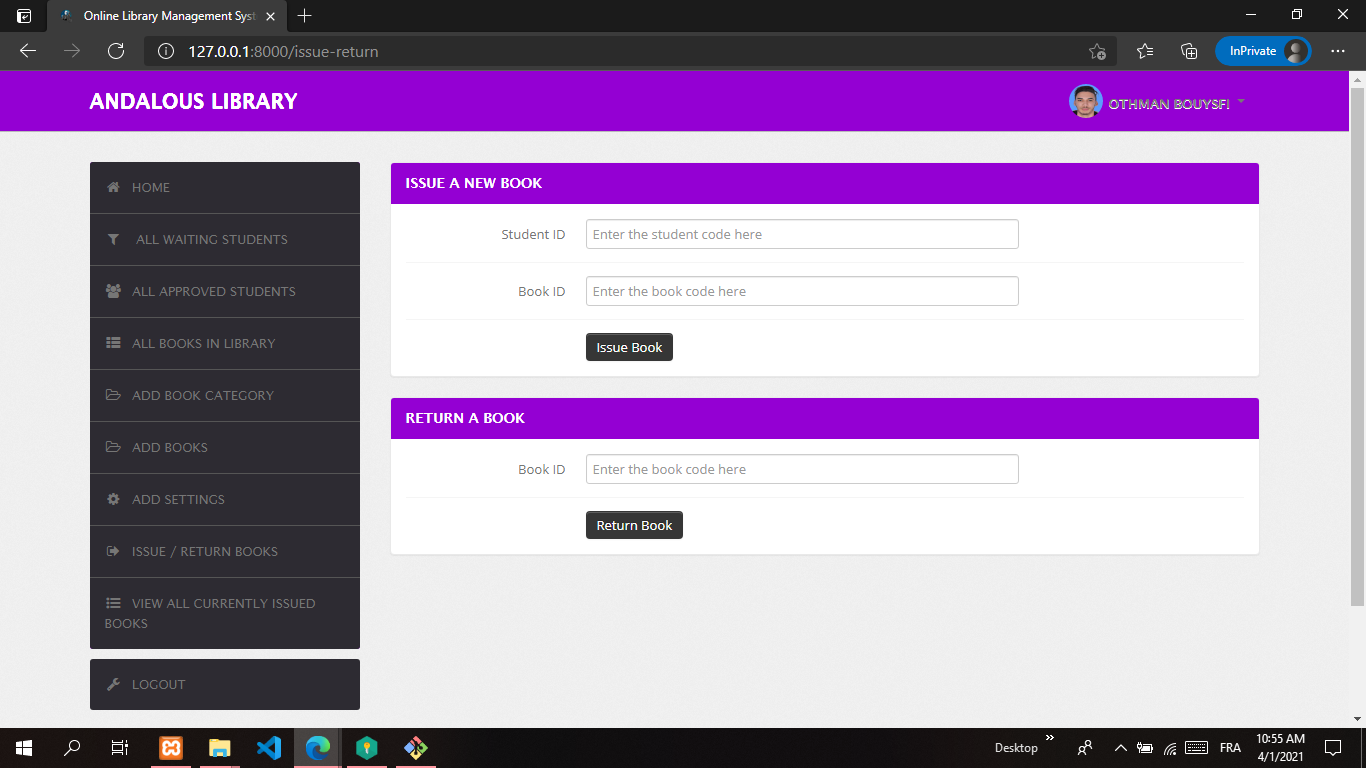 Online Library Management Syst
127.0.0.1:8000/issue-return
InPrivate
ANDALOUS LIBRARY
OTHMAN BOUYSFI
HOME
ALL WAITING STUDENTS
ALL APPROVED STUDENTS
ALL BOOKS IN LIBRARY
ADD BOOK CATEGORY
ADD BOOKS
ADD SETTINGS
ISSUE / RETURN BOOKS
VIEW ALL CURRENTLY ISSUED
BOOKS
LOGOUT
ISSUE A NEW BOOK
Student ID Enter the student code here
Book ID Enter the book code here
Issue Book
RETURN A BOOK
Book ID Enter the book code here
Return Book
Desktop
FRA
10:55 AM
4/1/2021